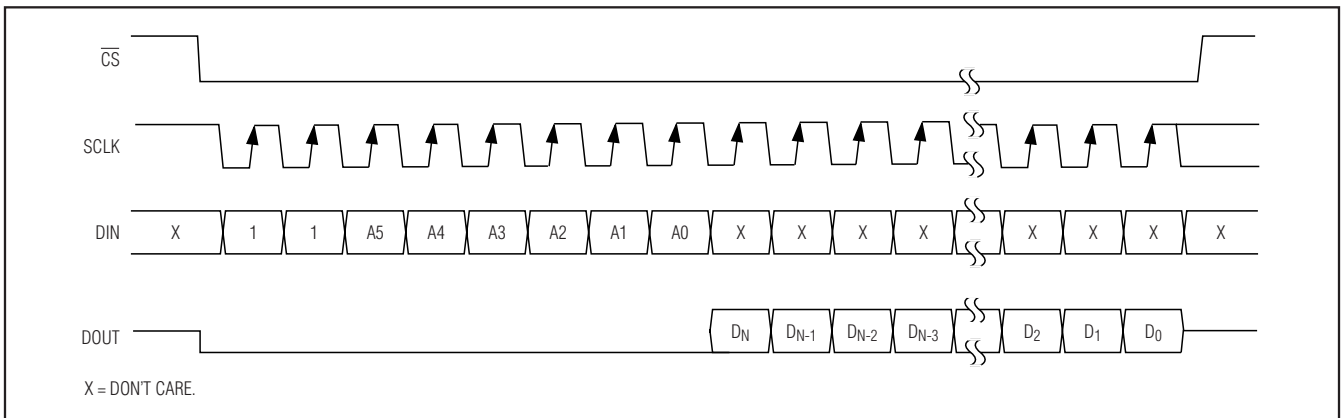 C̅S̅
SCLK
DIN X 1 1 A5 A4 A3 A2 A1 A0 X X X X X X X X
DOUT D_N D_N-1 D_N-2 D_N-3 D_2 D_1 D_0
X = DON'T CARE.